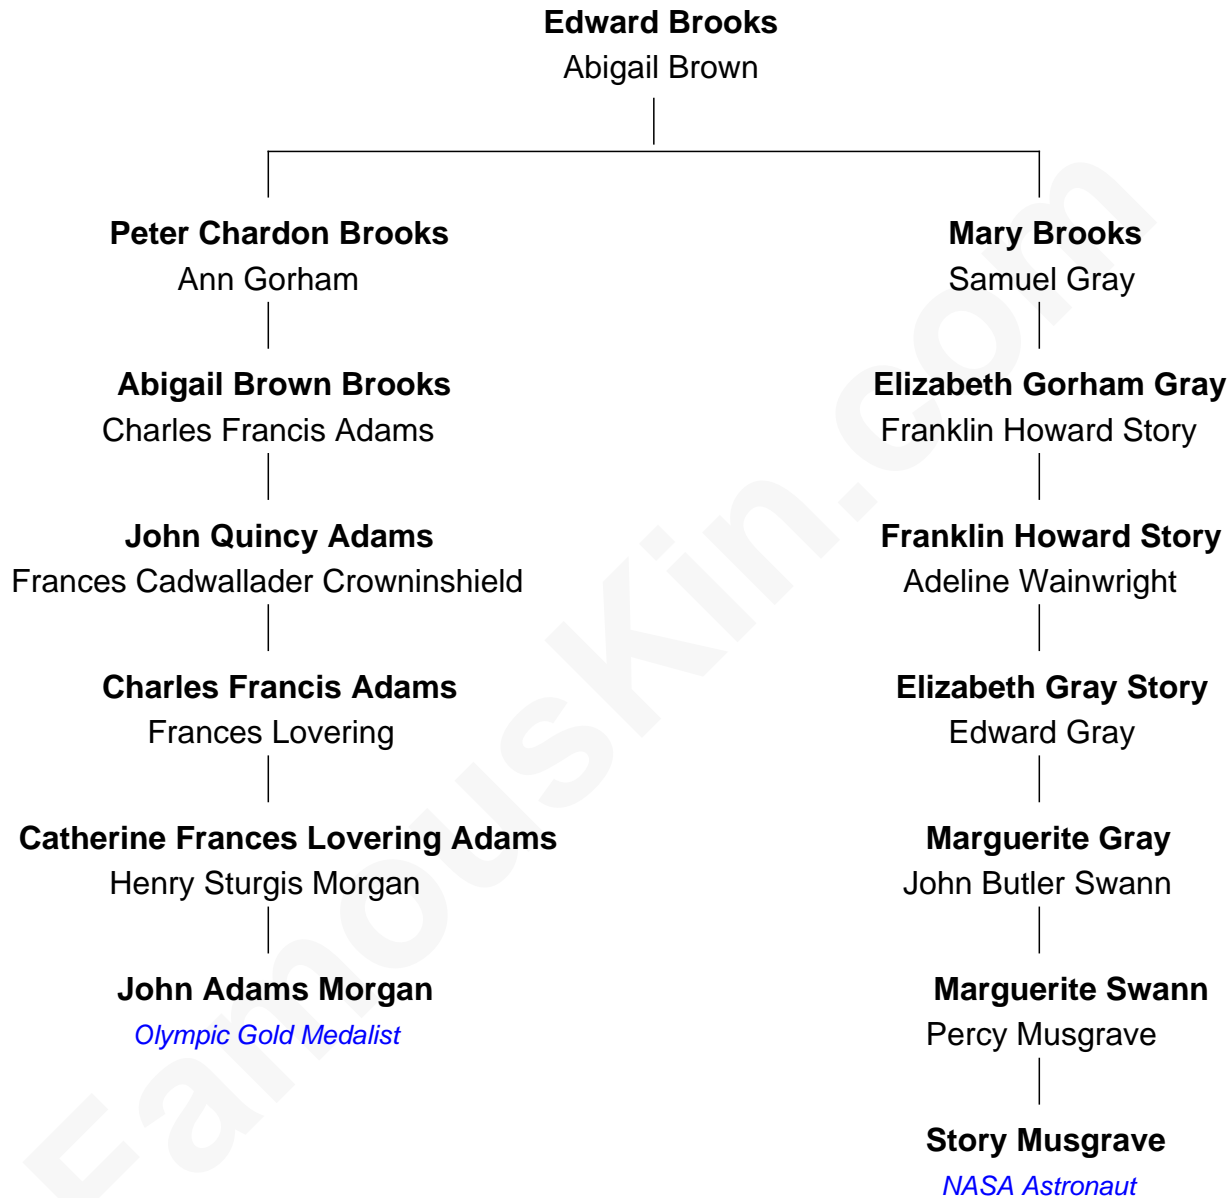 Edward Brooks
Abigail Brown
Peter Chardon Brooks
Ann Gorham
Abigail Brown Brooks
Charles Francis Adams
John Quincy Adams
Frances Cadwallader Crowninshield
Charles Francis Adams
Frances Lovering
Catherine Frances Lovering Adams
Henry Sturgis Morgan
John Adams Morgan
Olympic Gold Medalist
Mary Brooks
Samuel Gray
Elizabeth Gorham Gray
Franklin Howard Story
Franklin Howard Story
Adeline Wainwright
Elizabeth Gray Story
Edward Gray
Marguerite Gray
John Butler Swann
Marguerite Swann
Percy Musgrave
Story Musgrave
NASA Astronaut
FamousKin.com